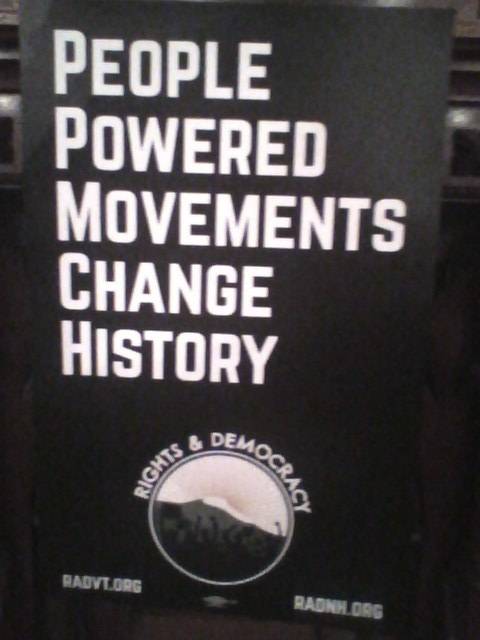 PEOPLE
POWERED
MOVEMENTS
CHANGE
HISTORY
RIGHTS & DEMOCRACY
RADVT.ORG
RADNH.ORG